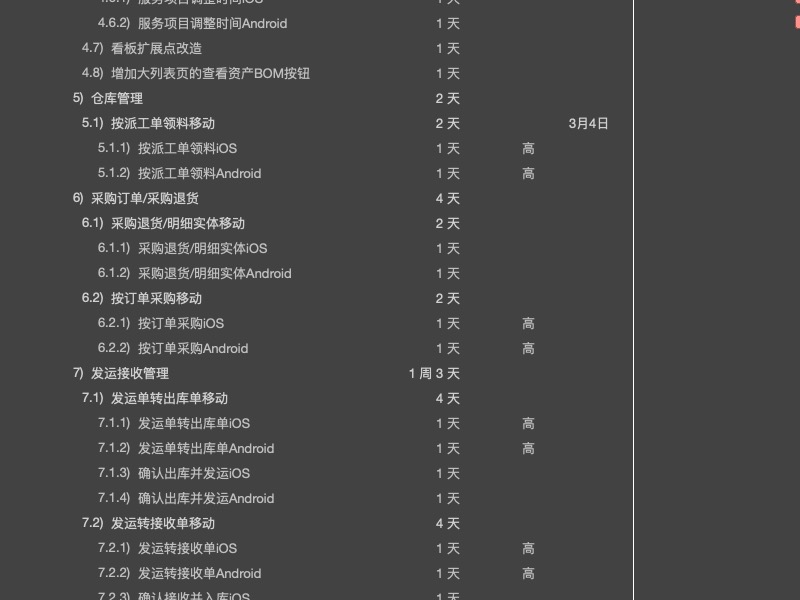 4.6.1) 服务项目调整时间iOS 1 天
4.6.2) 服务项目调整时间Android 1 天
4.7) 看板扩展点改造 1 天
4.8) 增加大列表页的查看资产BOM按钮 1 天
5) 仓库管理 2 天
5.1) 按派工单领料移动 2 天 3月4日
5.1.1) 按派工单领料iOS 1 天 高
5.1.2) 按派工单领料Android 1 天 高
6) 采购订单/采购退货 4 天
6.1) 采购退货/明细实体移动 2 天
6.1.1) 采购退货/明细实体iOS 1 天
6.1.2) 采购退货/明细实体Android 1 天
6.2) 按订单采购移动 2 天
6.2.1) 按订单采购iOS 1 天 高
6.2.2) 按订单采购Android 1 天 高
7) 发运接收管理 1 周 3 天
7.1) 发运单转出库单移动 4 天
7.1.1) 发运单转出库单iOS 1 天 高
7.1.2) 发运单转出库单Android 1 天 高
7.1.3) 确认出库并发运iOS 1 天
7.1.4) 确认出库并发运Android 1 天
7.2) 发运转接收单移动 4 天
7.2.1) 发运转接收单iOS 1 天 高
7.2.2) 发运转接收单Android 1 天 高
7.2.3) 确认接收并入库iOS 1 天